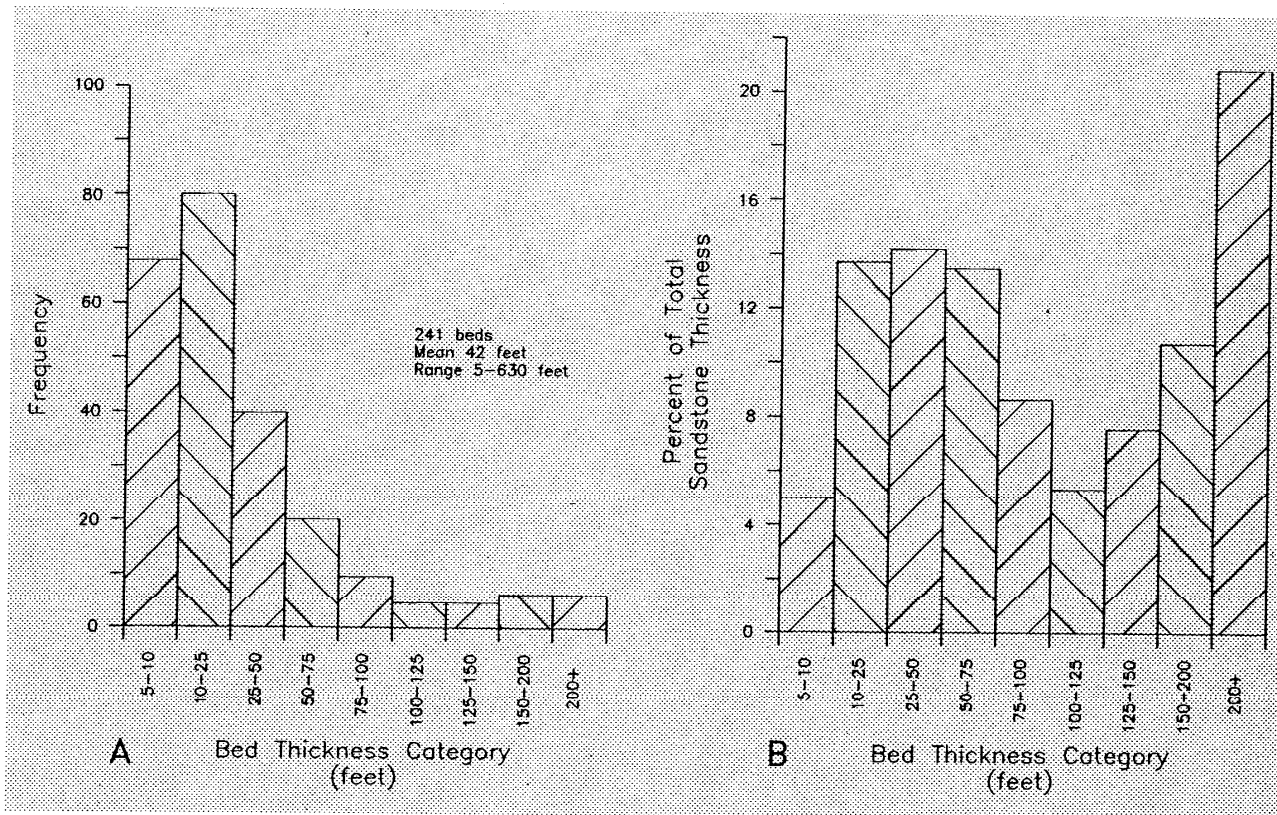 100
80
60
40
20
0
Frequency
241 beds
Mean 42 feet
Range 5-630 feet
5-10
10-25
25-50
50-75
75-100
100-125
125-150
150-200
200+
A
Bed Thickness Category
(feet)
20
16
12
8
4
0
Percent of Total
Sandstone Thickness
5-10
10-25
25-50
50-75
75-100
100-125
125-150
150-200
200+
B
Bed Thickness Category
(feet)